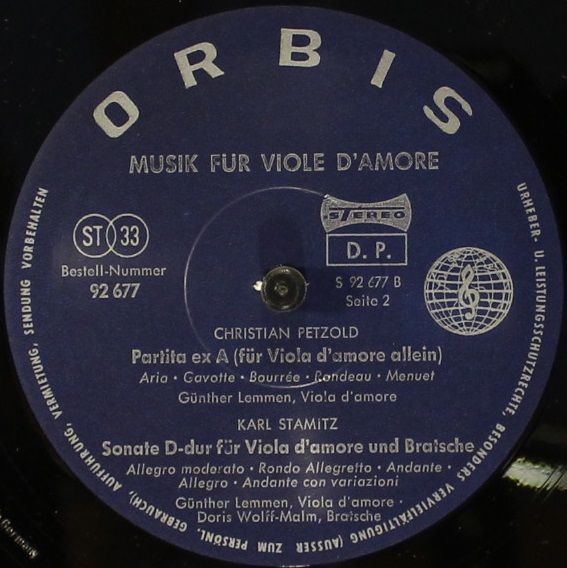 ORBIS
MUSIK FÜR VIOLE D'AMORE
ST 33
Bestell-Nummer
92 677
STEREO
D. P.
S 92 677 B
Seite 2
CHRISTIAN PETZOLD
Partita ex A (für Viola d'amore allein)
Aria · Gavotte · Bourrée · Rondeau · Menuet
Günther Lemmen, Viola d'amore
KARL STAMITZ
Sonate D-dur für Viola d'amore und Bratsche
Allegro moderato · Rondo Allegretto · Andante ·
Allegro · Andante con variazioni
Günther Lemmen, Viola d'amore ·
Doris Wolff-Malm, Bratsche
URHEBER- U. LEISTUNGSSCHUTZRECHTE, BESONDERS VERVIELFÄLTIGUNG (AUSSER ZUM PERSÖNL. GEBRAUCH), AUFFÜHRUNG, VERMIETUNG, SENDUNG VORBEHALTEN
Germany